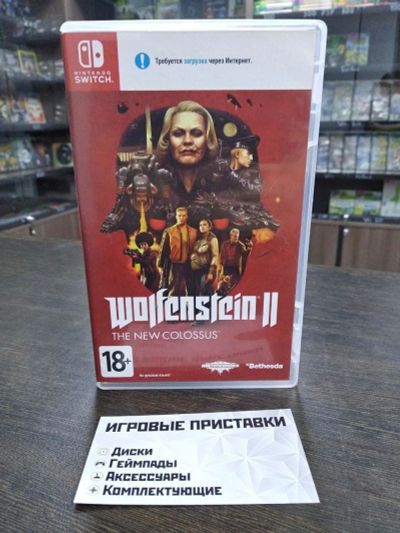 NINTENDO
SWITCH
! Требуется загрузка через Интернет.
Wolfenstein II
THE NEW COLOSSUS
18+
Bethesda
ИГРОВЫЕ ПРИСТАВКИ
Диски
Геймпады
Аксессуары
Комплектующие